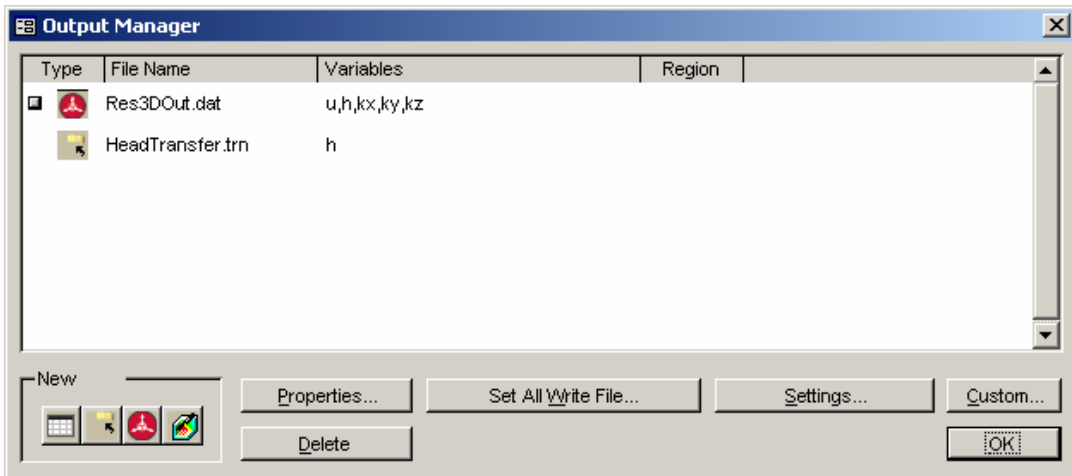 Output Manager
Type File Name Variables Region
Res3DOut.dat u,h,kx,ky,kz
HeadTransfer.trn h
New
Properties... Set All Write File... Settings... Custom...
Delete OK